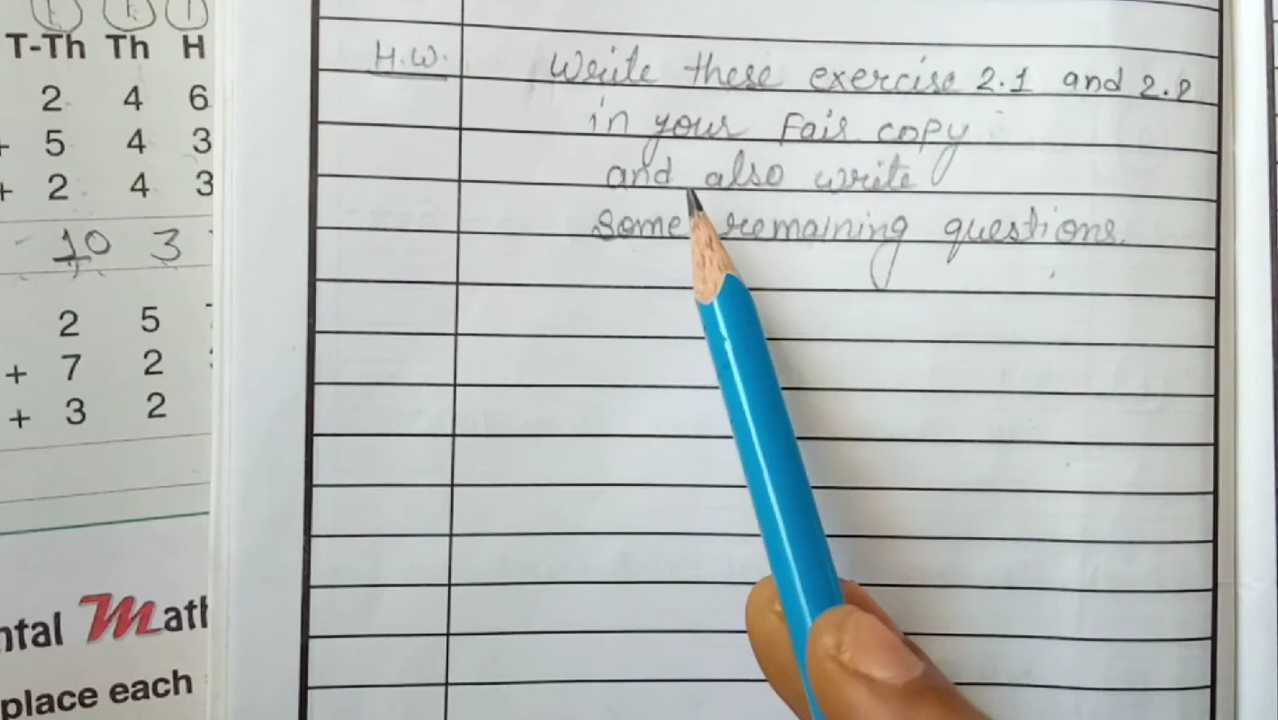 T-Th Th H
2 4 6
+ 5 4 3
+ 2 4 3
10 3
2 5
+ 7 2
+ 3 2
ntal Math
place each
H.W. Write these exercise 2.1 and 2.2
in your Fair copy
and also write
some remaining questions.